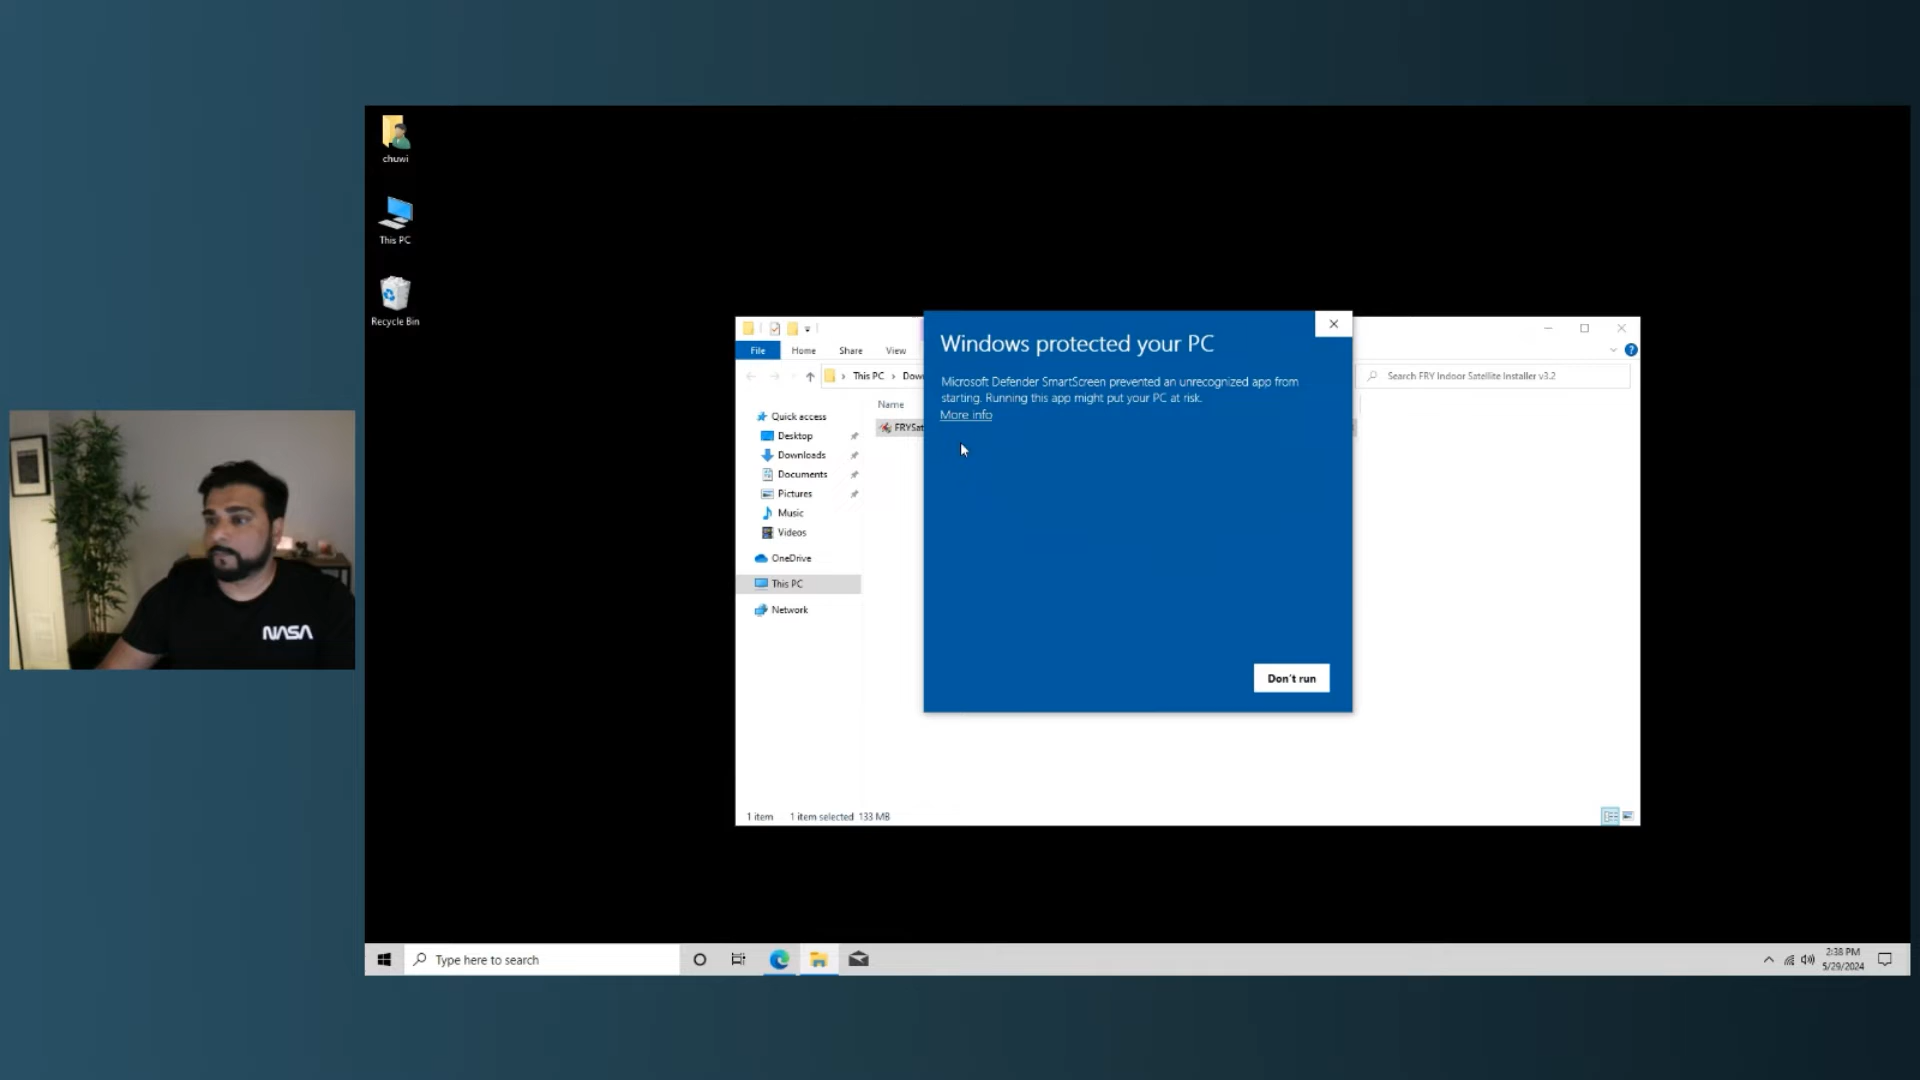 chuwi
This PC
Recycle Bin
NASA
File Home Share View
This PC › Down
Search FRY Indoor Satellite Installer v3.2
Name
FRYSat
Quick access
Desktop
Downloads
Documents
Pictures
Music
Videos
OneDrive
This PC
Network
1 item 1 item selected 133 MB
Windows protected your PC
Microsoft Defender SmartScreen prevented an unrecognized app from
starting. Running this app might put your PC at risk.
More info
Don't run
Type here to search
2:38 PM
5/29/2024